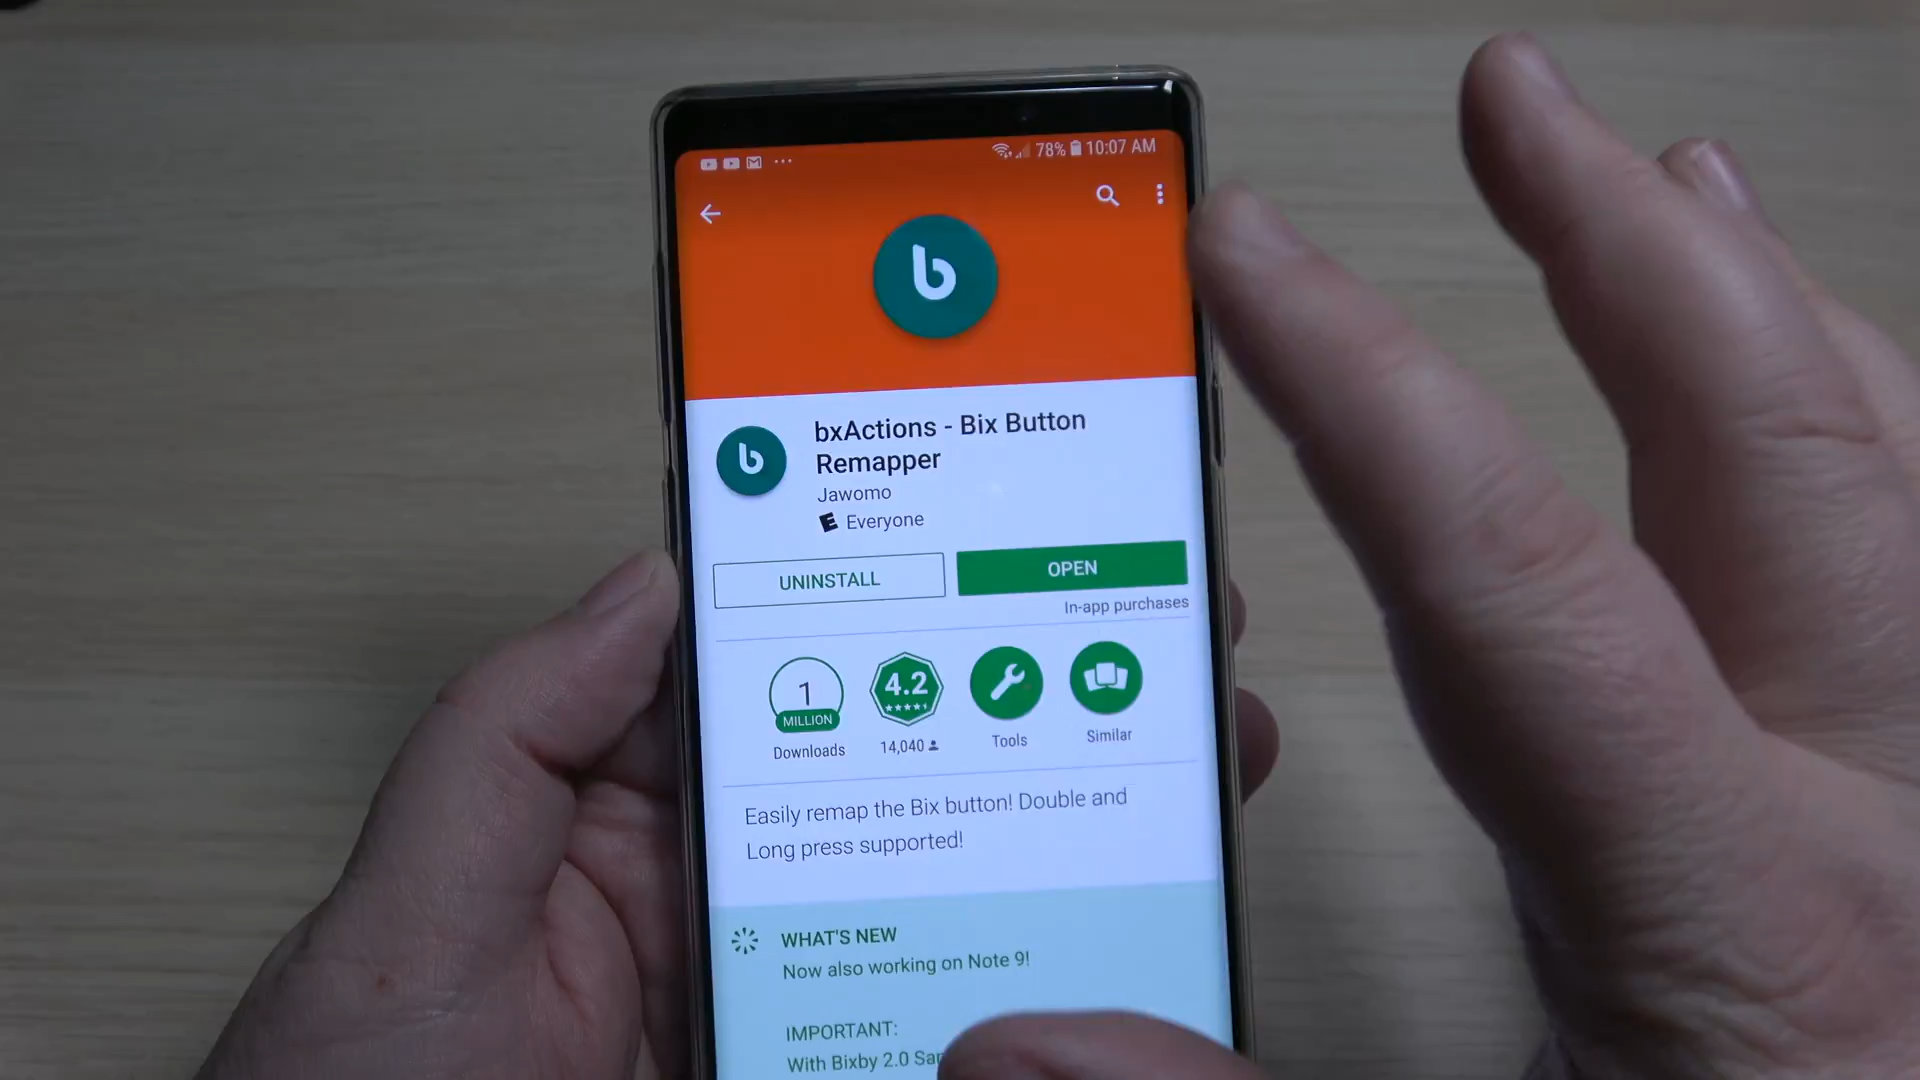 78% 10:07 AM
b
bxActions - Bix Button
Remapper
b
Jawomo
E Everyone
UNINSTALL
OPEN
In-app purchases
1
MILLION
4.2
Downloads
14,040
Tools
Similar
Easily remap the Bix button! Double and
Long press supported!
WHAT'S NEW
Now also working on Note 9!
IMPORTANT:
With Bixby 2.0